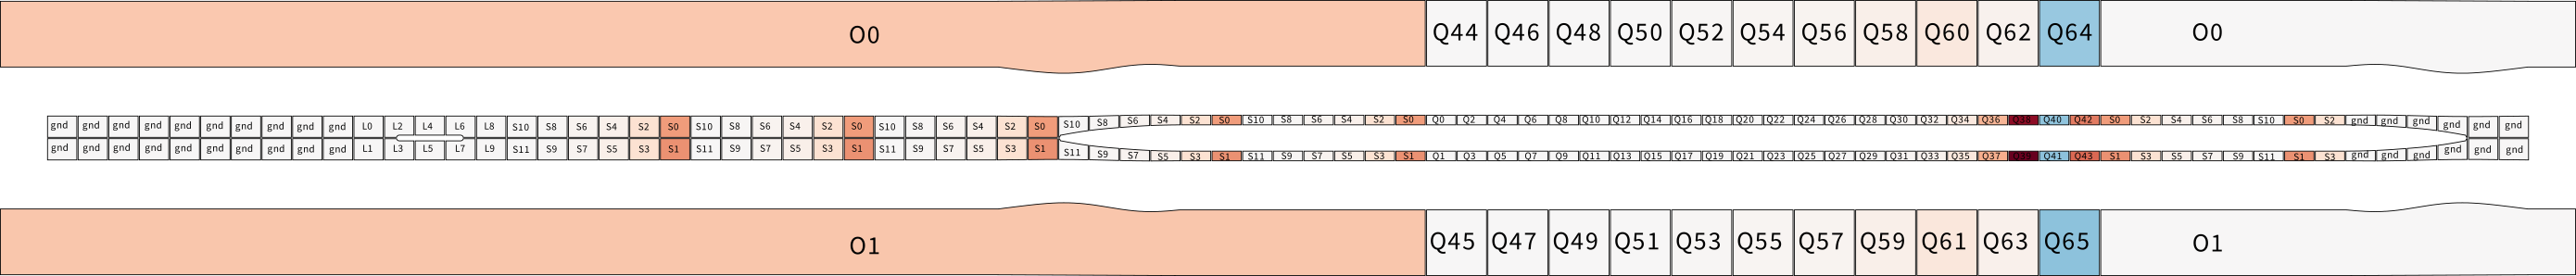 O0 Q44 Q46 Q48 Q50 Q52 Q54 Q56 Q58 Q60 Q62 Q64 O0
gnd gnd gnd gnd gnd gnd gnd gnd gnd gnd L0 L2 L4 L6 L8 S10 S8 S6 S4 S2 S0 S10 S8 S6 S4 S2 S0 S10 S8 S6 S4 S2 S0 S10 S8 S6 S4 S2 S0 S10 S8 S6 S4 S2 S0 Q0 Q2 Q4 Q6 Q8 Q10 Q12 Q14 Q16 Q18 Q20 Q22 Q24 Q26 Q28 Q30 Q32 Q34 Q36 Q38 Q40 Q42 S0 S2 S4 S6 S8 S10 S0 S2 gnd gnd gnd gnd gnd gnd
gnd gnd gnd gnd gnd gnd gnd gnd gnd gnd L1 L3 L5 L7 L9 S11 S9 S7 S5 S3 S1 S11 S9 S7 S5 S3 S1 S11 S9 S7 S5 S3 S1 S11 S9 S7 S5 S3 S1 S11 S9 S7 S5 S3 S1 Q1 Q3 Q5 Q7 Q9 Q11 Q13 Q15 Q17 Q19 Q21 Q23 Q25 Q27 Q29 Q31 Q33 Q35 Q37 Q39 Q41 Q43 S1 S3 S5 S7 S9 S11 S1 S3 gnd gnd gnd gnd gnd gnd
O1 Q45 Q47 Q49 Q51 Q53 Q55 Q57 Q59 Q61 Q63 Q65 O1